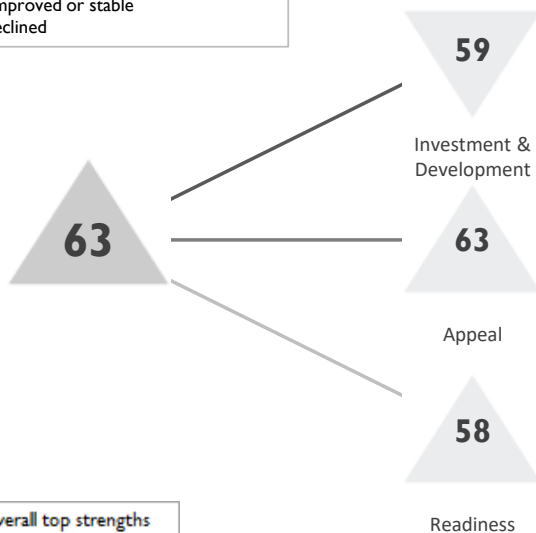 mproved or stable
eclined
59
Investment &
Development
63
63
Appeal
58
Readiness
verall top strengths